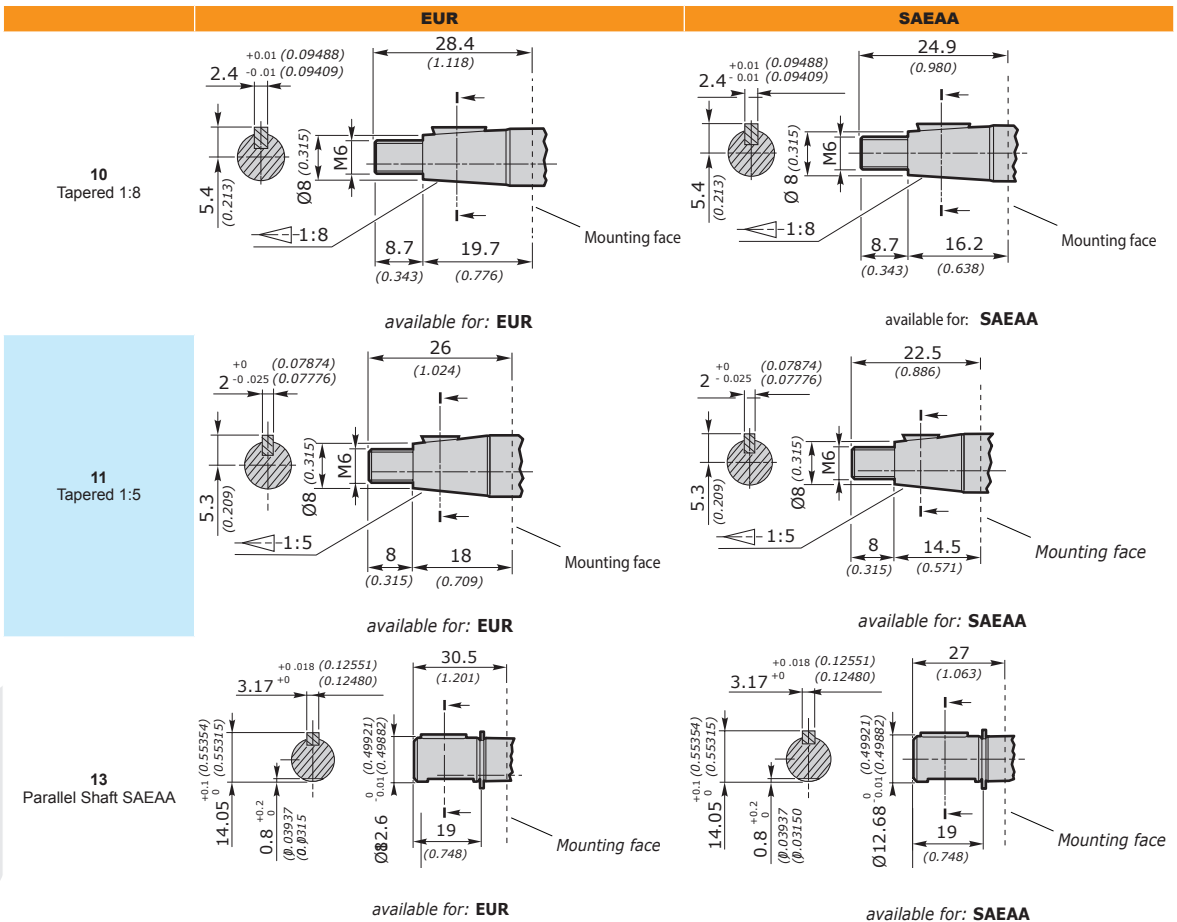 EUR
SAEAA
10
Tapered 1:8
28.4
(1.118)
+0.01 (0.09488)
2.4 -0 .01 (0.09409)
5.4
(0.213)
Ø8 (0.315)
M6
1:8
8.7
(0.343)
19.7
(0.776)
Mounting face
available for: EUR
24.9
(0.980)
+0.01 (0.09488)
2.4 - 0.01 (0.09409)
5.4
(0.213)
Ø 8 (0.315)
M6
1:8
8.7
(0.343)
16.2
(0.638)
Mounting face
available for: SAEAA
11
Tapered 1:5
26
(1.024)
+0 (0.07874)
2 -0 .025 (0.07776)
5.3
(0.209)
Ø8 (0.315)
M6
1:5
8
(0.315)
18
(0.709)
Mounting face
available for: EUR
22.5
(0.886)
+0 (0.07874)
2 - 0.025 (0.07776)
5.3
(0.209)
Ø8 (0.315)
M6
1:5
8
(0.315)
14.5
(0.571)
Mounting face
available for: SAEAA
13
Parallel Shaft SAEAA
30.5
(1.201)
+0 .018 (0.12551)
3.17 +0 (0.12480)
+0.1 (0.55354)
14.05 0 (0.55315)
0.8 +0.2 0
0 (0.49921)
-0.01 (0.49882)
19
(0.748)
Mounting face
available for: EUR
27
(1.063)
+0 .018 (0.12551)
3.17 +0 (0.12480)
+0.1 (0.55354)
14.05 0 (0.55315)
0.8 +0.2 0
0 (0.49921)
Ø12.68 -0.01 (0.49882)
19
(0.748)
Mounting face
available for: SAEAA